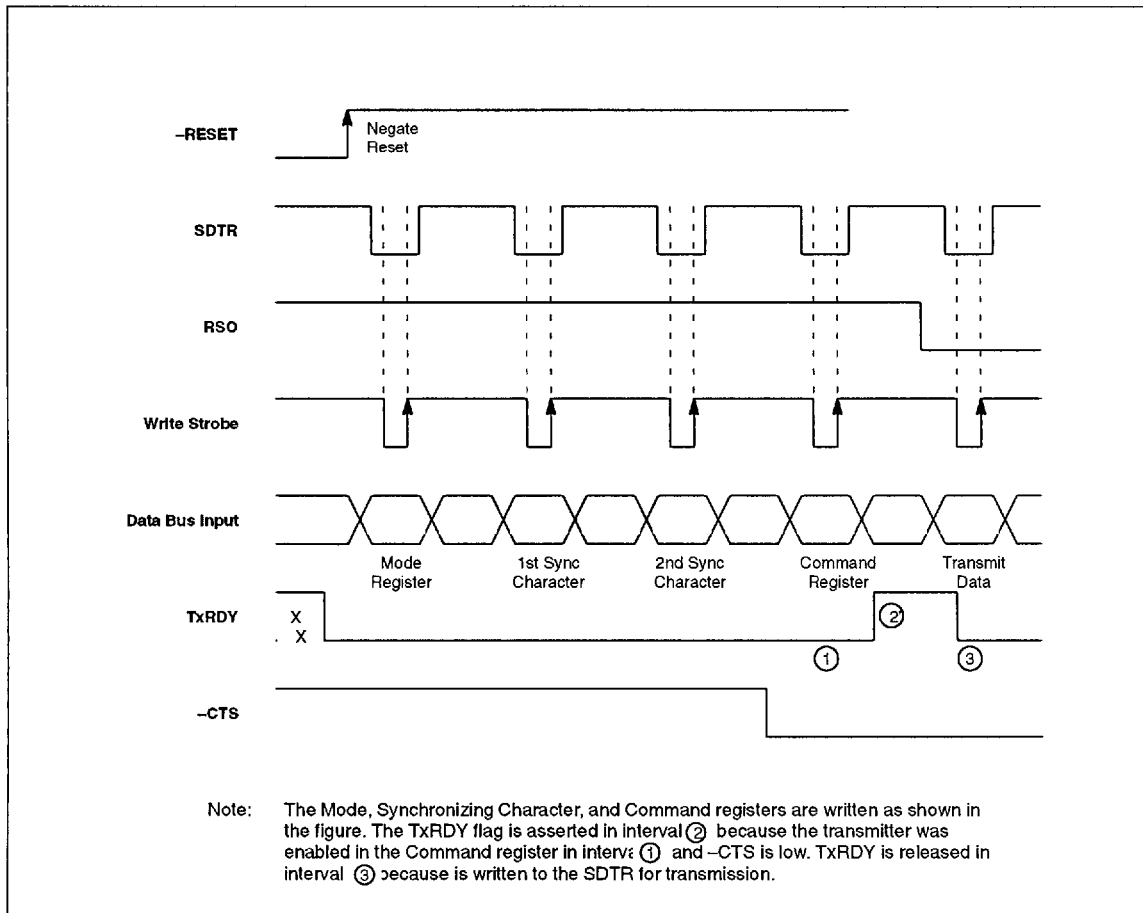 –RESET
Negate
Reset
SDTR
RSO
Write Strobe
Data Bus Input
Mode
Register
1st Sync
Character
2nd Sync
Character
Command
Register
Transmit
Data
TxRDY
X
X
①
②
③
–CTS
Note: The Mode, Synchronizing Character, and Command registers are written as shown in
the figure. The TxRDY flag is asserted in interval ② because the transmitter was
enabled in the Command register in ① and –CTS is low. TxRDY is released in
interval ③ because is written to the SDTR for transmission.